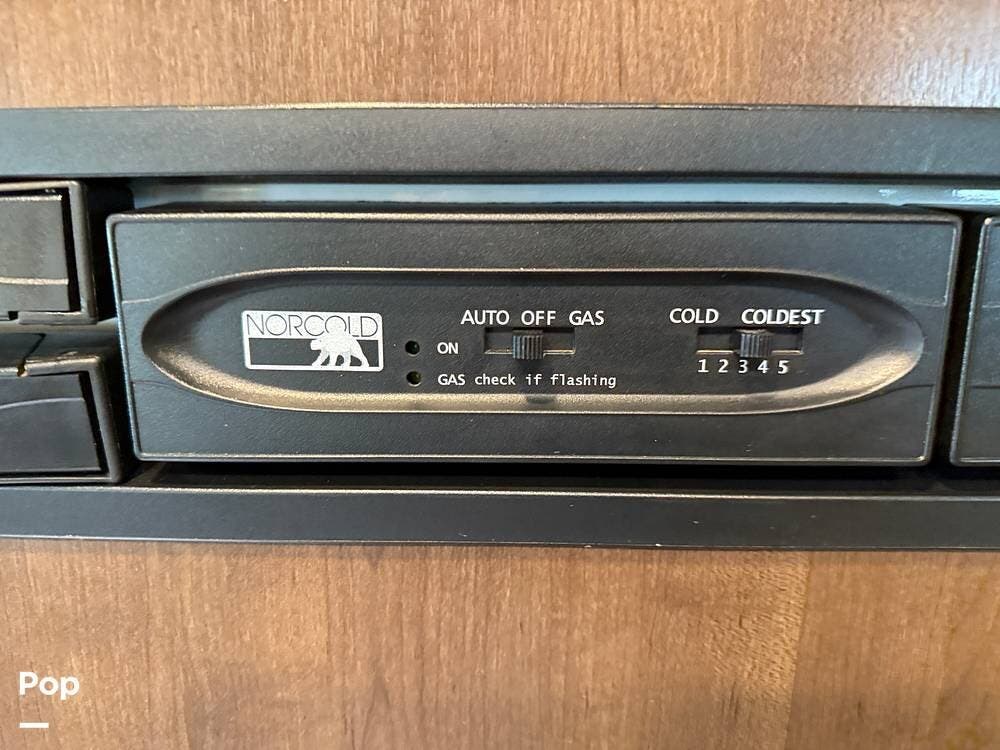 NORCOLD
AUTO OFF GAS
COLD COLDEST
ON
1 2 3 4 5
GAS check if flashing
Pop